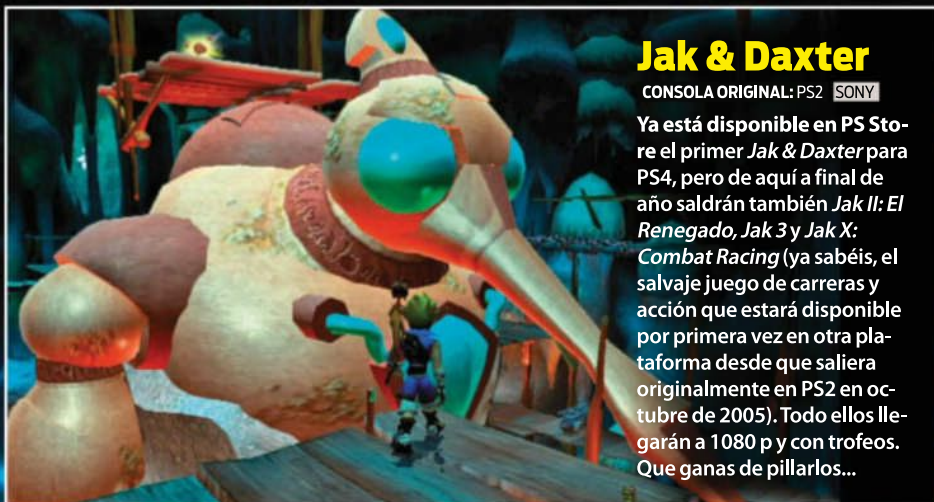 Jak & Daxter
CONSOLA ORIGINAL: PS2 SONY
Ya está disponible en PS Sto-
re el primer Jak & Daxter para
PS4, pero de aquí a final de
año saldrán también Jak II: El
Renegado, Jak 3 y Jak X:
Combat Racing (ya sabéis, el
salvaje juego de carreras y
acción que estará disponible
por primera vez en otra pla-
taforma desde que saliera
originalmente en PS2 en oc-
tubre de 2005). Todo ellos lle-
garán a 1080 p y con trofeos.
Que ganas de pillarlos...